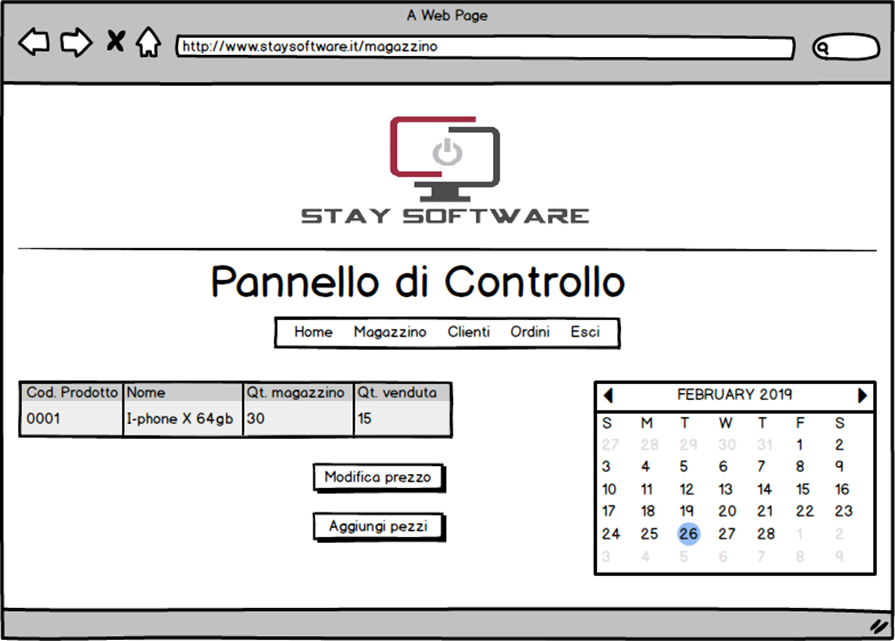 A Web Page
http://www.staysoftware.it/magazzino
STAY SOFTWARE
Pannello di Controllo
Home Magazzino Clienti Ordini Esci
Cod. Prodotto Nome Qt. magazzino Qt. venduta
0001 I-phone X 64gb 30 15
Modifica prezzo
Aggiungi pezzi
FEBRUARY 2019
S M T W T F S
27 28 29 30 31 1 2
3 4 5 6 7 8 9
10 11 12 13 14 15 16
17 18 19 20 21 22 23
24 25 26 27 28 1 2
3 4 5 6 7 8 9